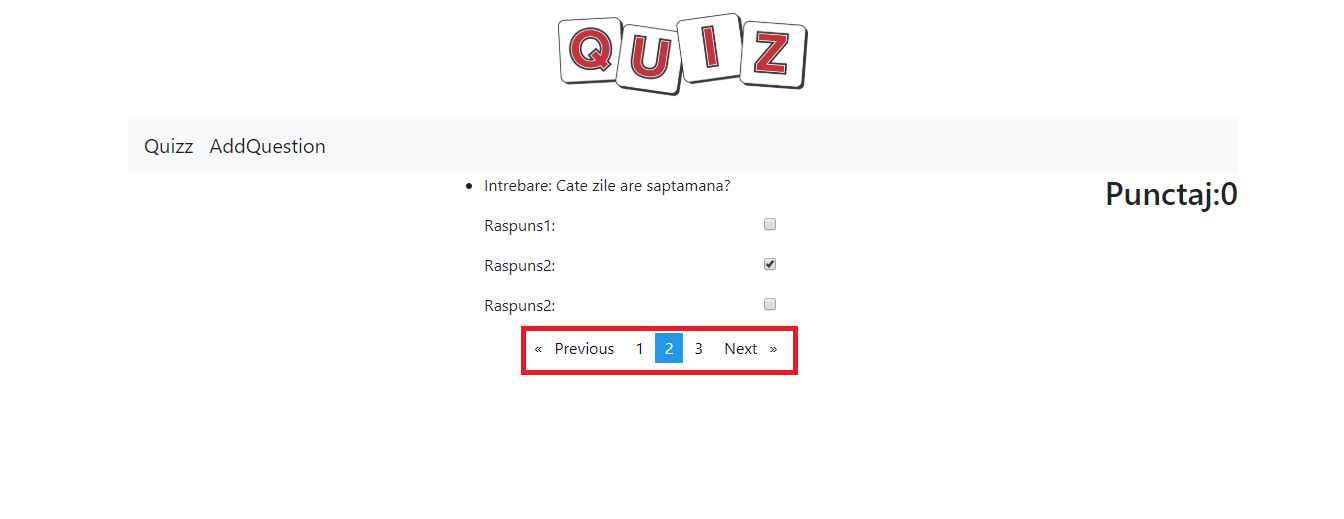 QUIZ
Quizz AddQuestion
Intrebare: Cate zile are saptamana?
Punctaj:0
Raspuns1:
Raspuns2:
Raspuns2:
« Previous 1 2 3 Next »